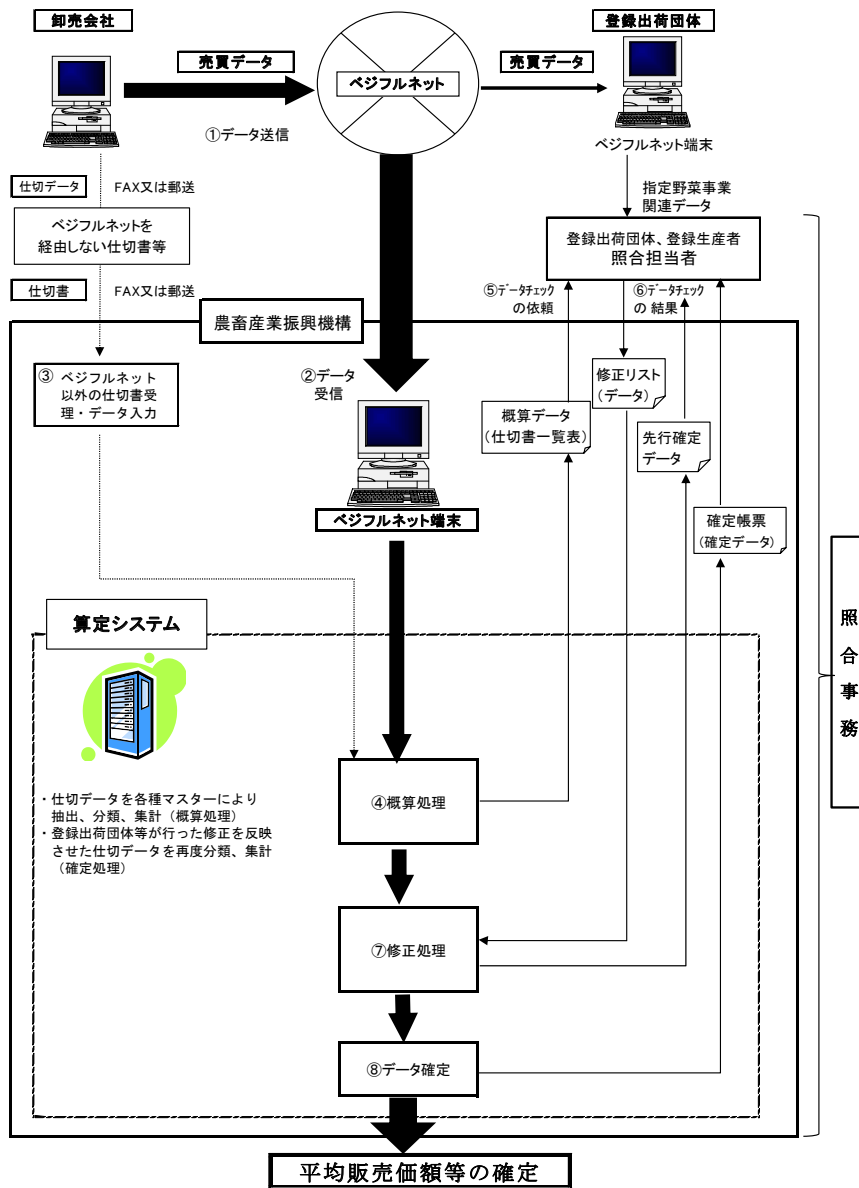 卸売会社
登録出荷団体
売買データ
ベジフルネット
売買データ
①データ送信
ベジフルネット端末
仕切データ
FAX又は郵送
指定野菜事業
関連データ
ベジフルネットを
経由しない仕切書等
登録出荷団体、登録生産者
照合担当者
仕切書
FAX又は郵送
⑤データチェック
の依頼
⑥データチェック
の 結果
農畜産業振興機構
③ ベジフルネット
以外の仕切書受
理・データ入力
②データ
受信
修正リスト
(データ)
概算データ
(仕切書一覧表)
先行確定
データ
ベジフルネット端末
確定帳票
(確定データ)
照合事務
算定システム
・仕切データを各種マスターにより
抽出、分類、集計（概算処理）
・登録出荷団体等が行った修正を反映
させた仕切データを再度分類、集計
（確定処理）
④概算処理
⑦修正処理
⑧データ確定
平均販売価額等の確定